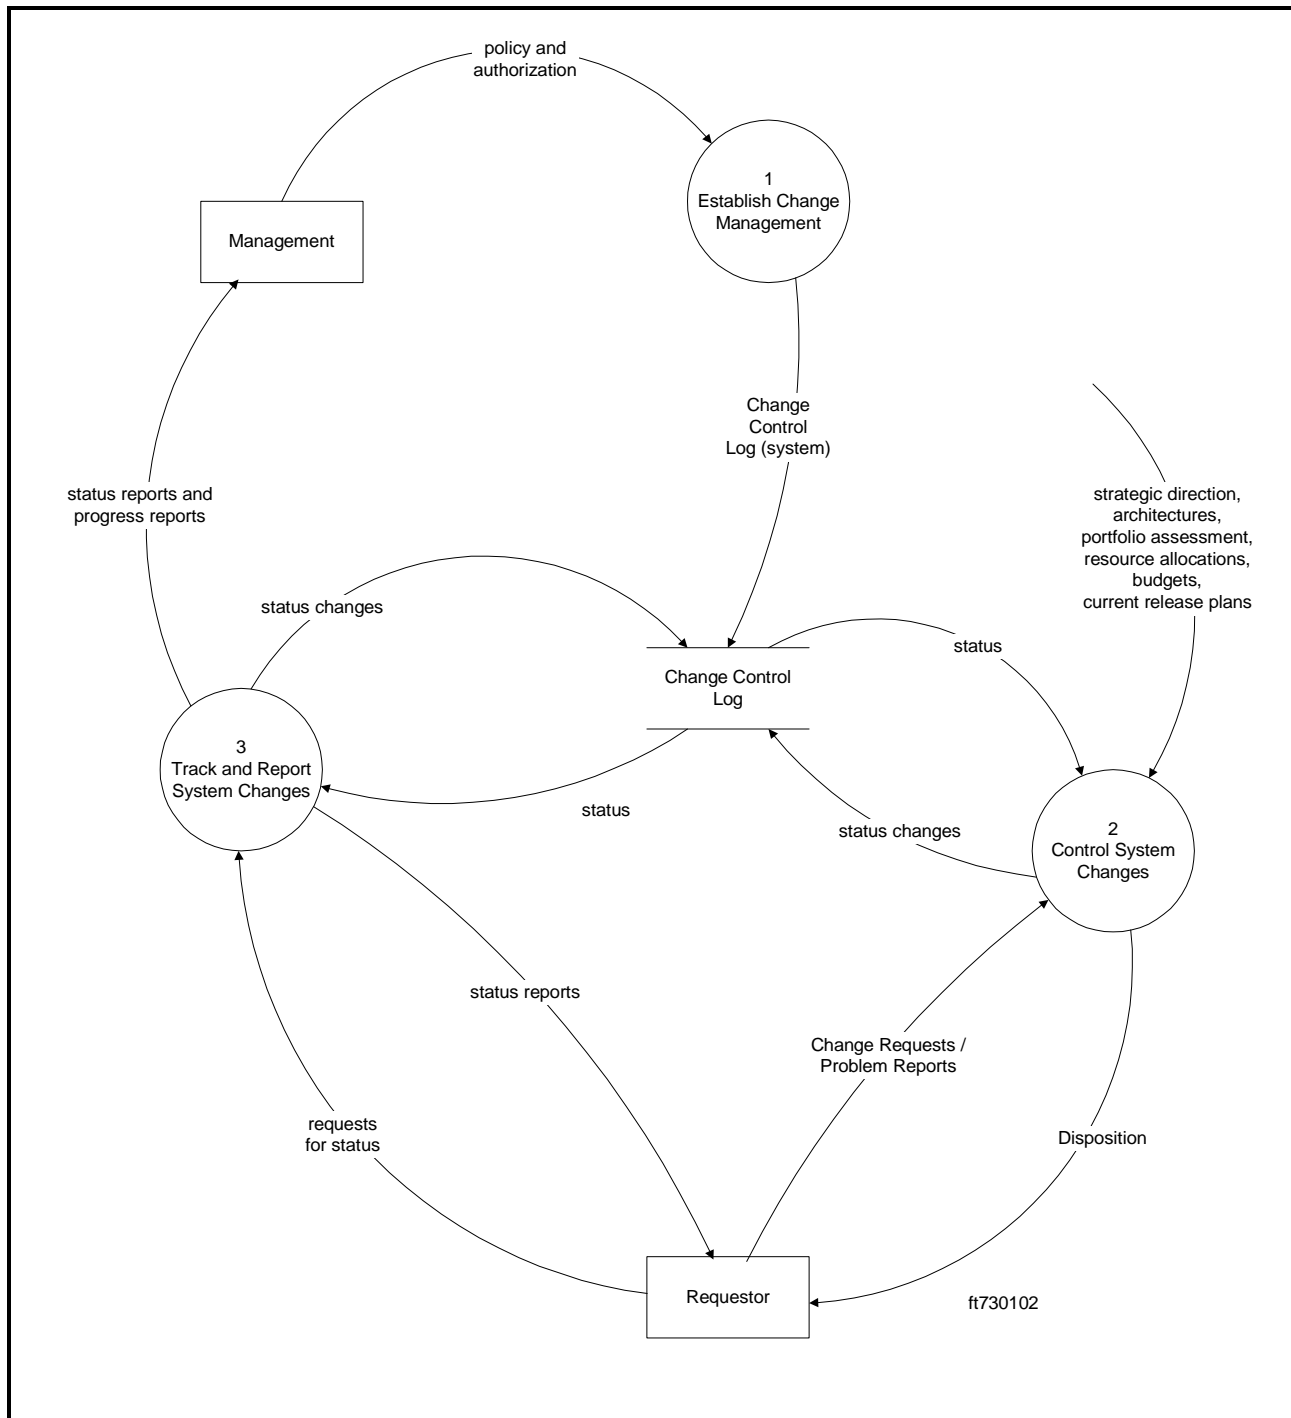 policy and
authorization
1
Establish Change
Management
Management
Change
Control
Log (system)
status reports and
progress reports
strategic direction,
architectures,
portfolio assessment,
resource allocations,
budgets,
current release plans
status changes
status
Change Control
Log
3
Track and Report
System Changes
status
status changes
2
Control System
Changes
status reports
Change Requests /
Problem Reports
requests
for status
Disposition
Requestor
ft730102